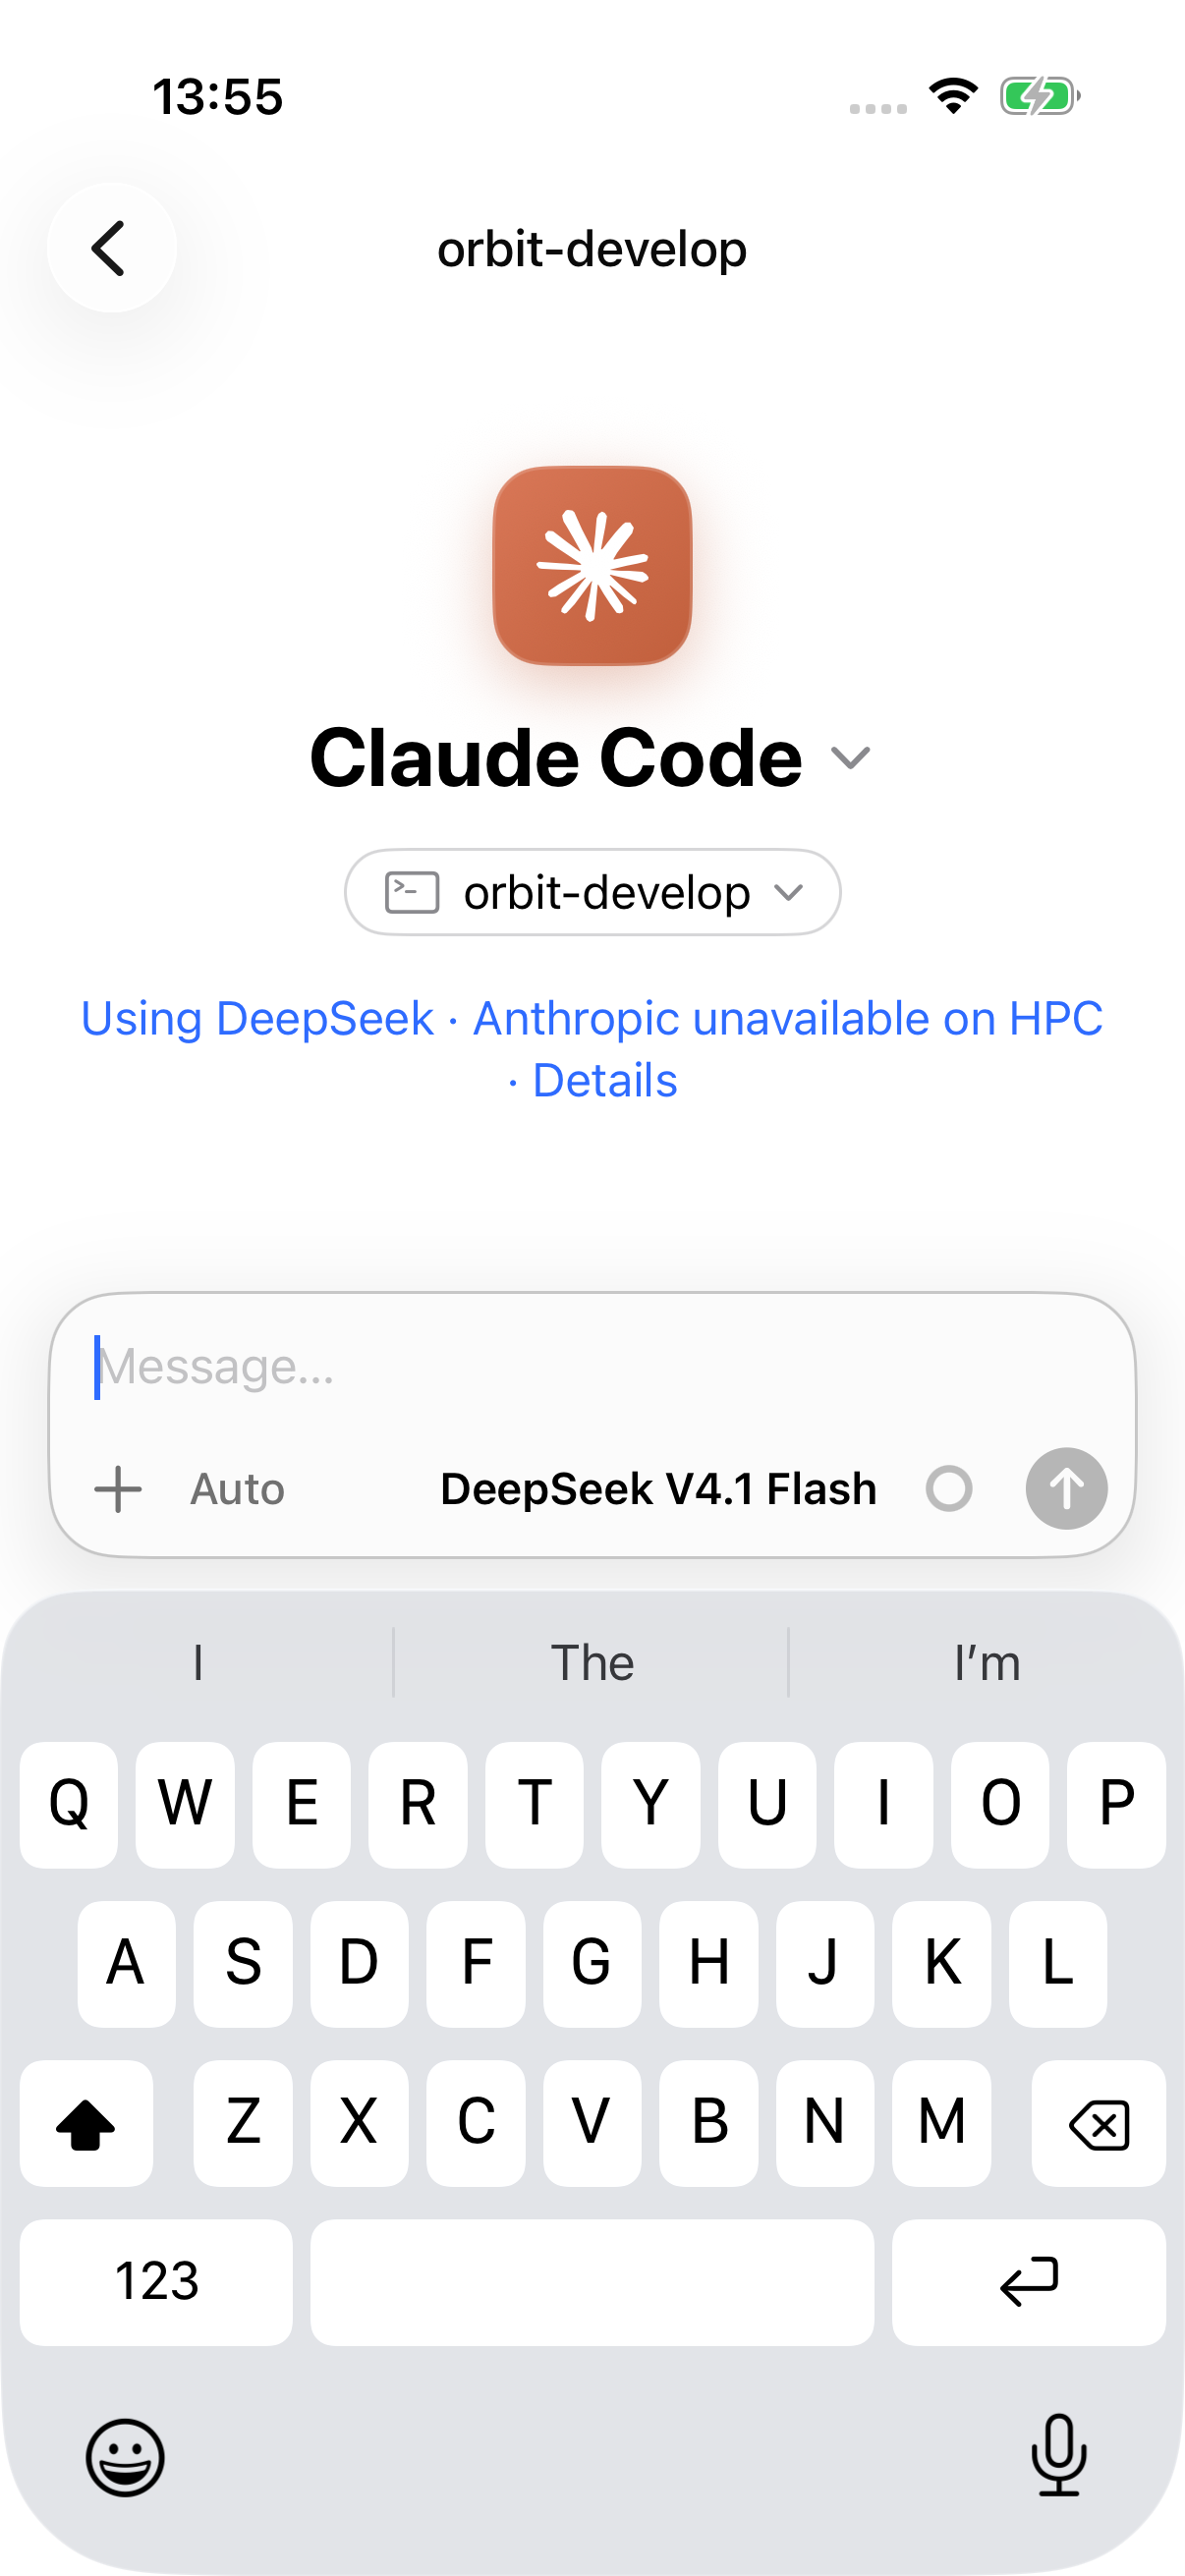 13:55
orbit-develop
Claude Code
orbit-develop
Using DeepSeek · Anthropic unavailable on HPC
· Details
Message...
Auto DeepSeek V4.1 Flash
I The I’m
Q W E R T Y U I O P
A S D F G H J K L
Z X C V B N M
123